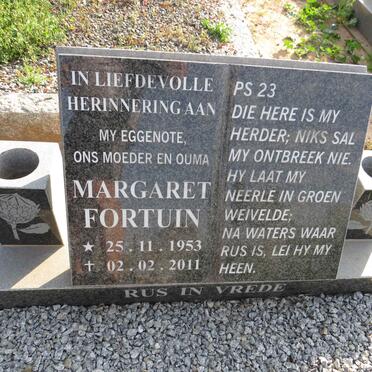 IN LIEFDEVOLLE
HERINNERING AAN
MY EGGENOTE,
ONS MOEDER EN OUMA
MARGARET
FORTUIN
★ 25. 11. 1953
✝ 02. 02. 2011
PS 23
DIE HERE IS MY
HERDER; NIKS SAL
MY ONTBREEK NIE.
HY LAAT MY
NEERLE IN GROEN
WEIVELDE;
NA WATERS WAAR
RUS IS, LEI HY MY
HEEN.
RUS IN VREDE